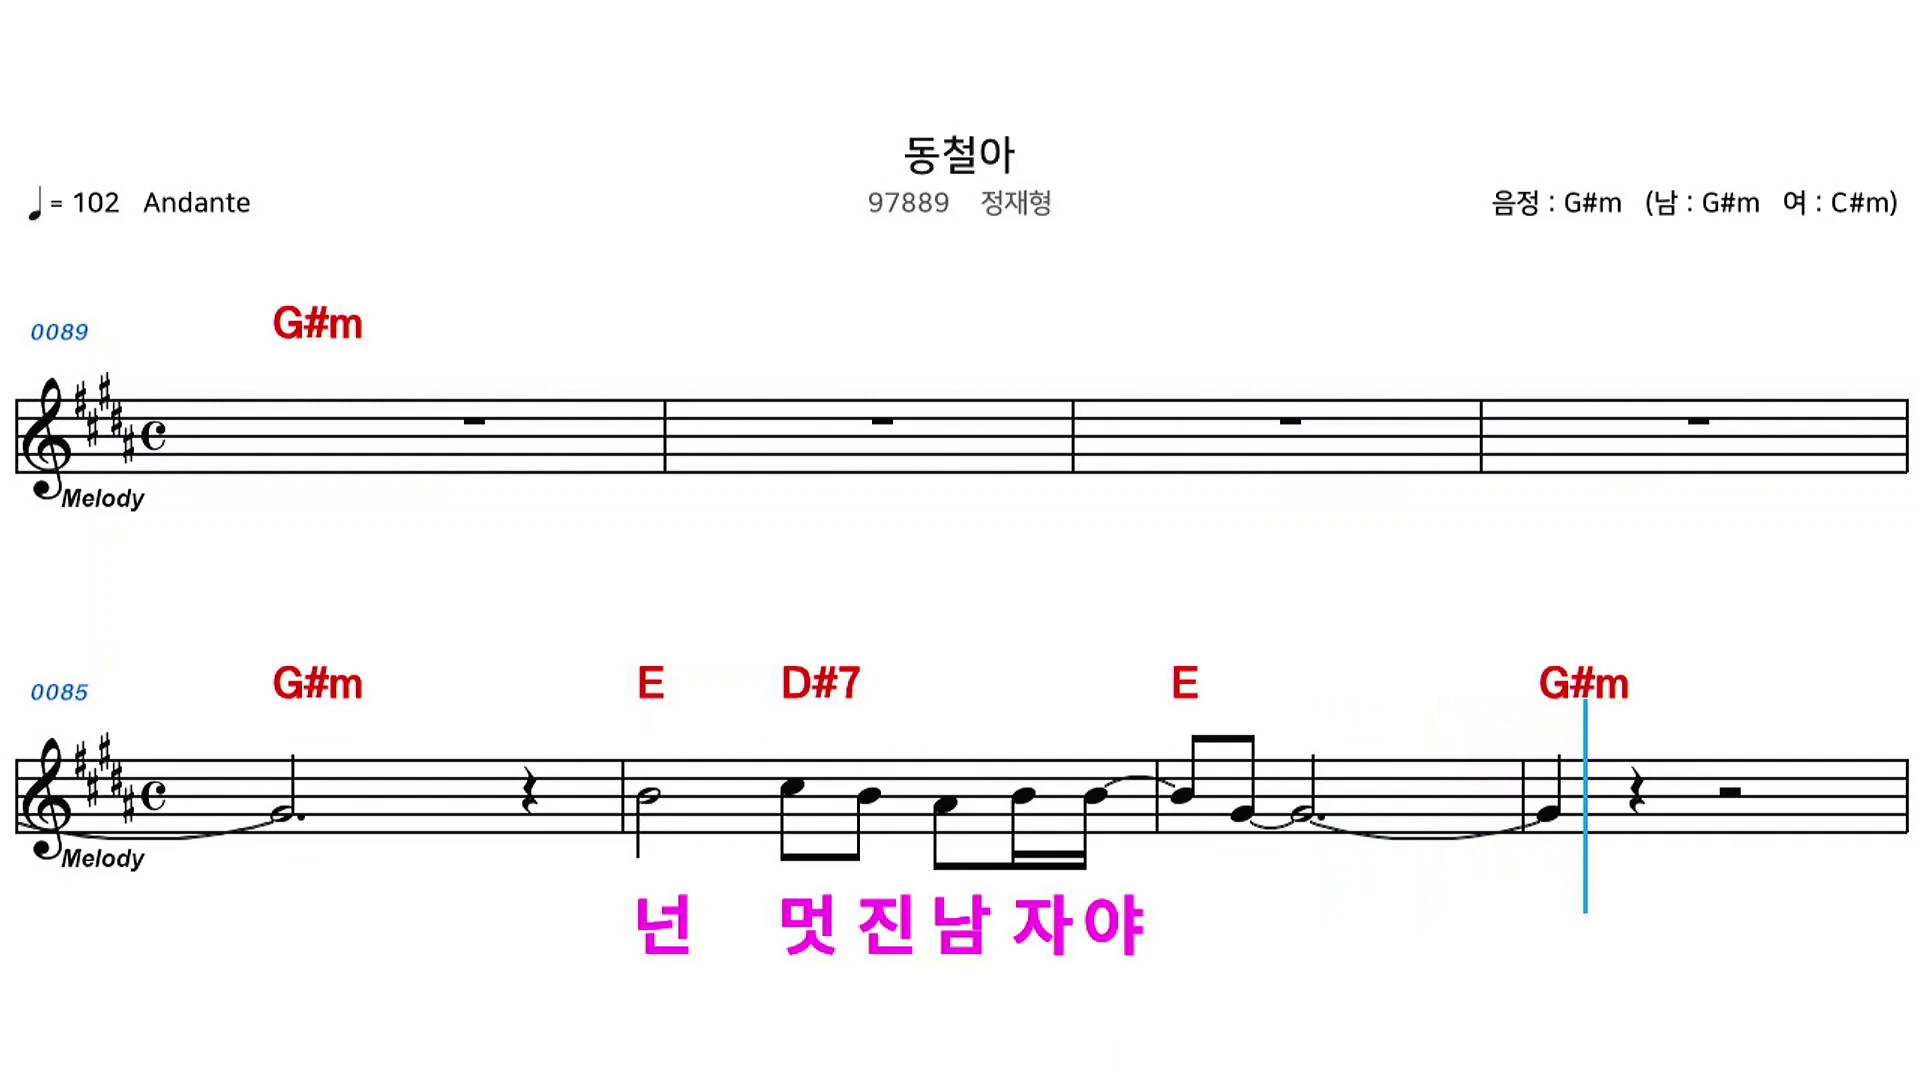 동철아
= 102 Andante
97889 정재형
음정 : G#m (남 : G#m 여 : C#m)
0089 G#m
Melody
0085 G#m E D#7 E G#m
Melody
넌 멋 진 남 자 야